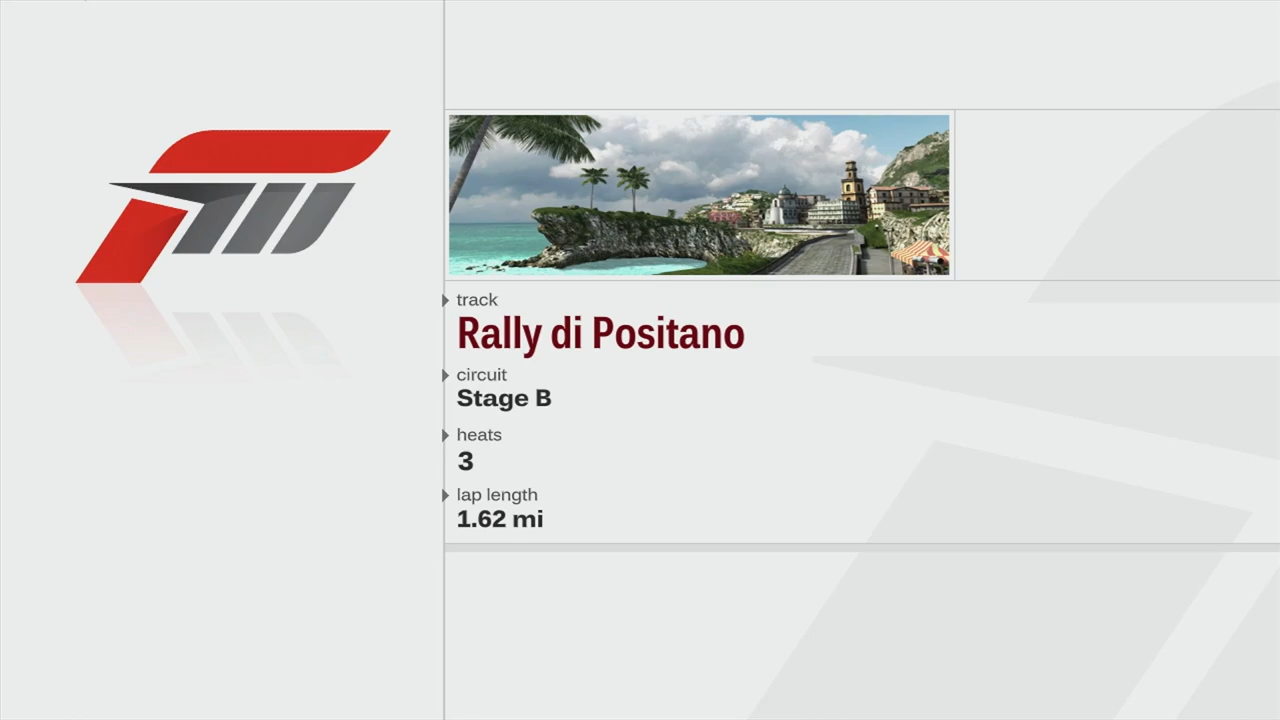 track
Rally di Positano
circuit
Stage B
heats
3
lap length
1.62 mi